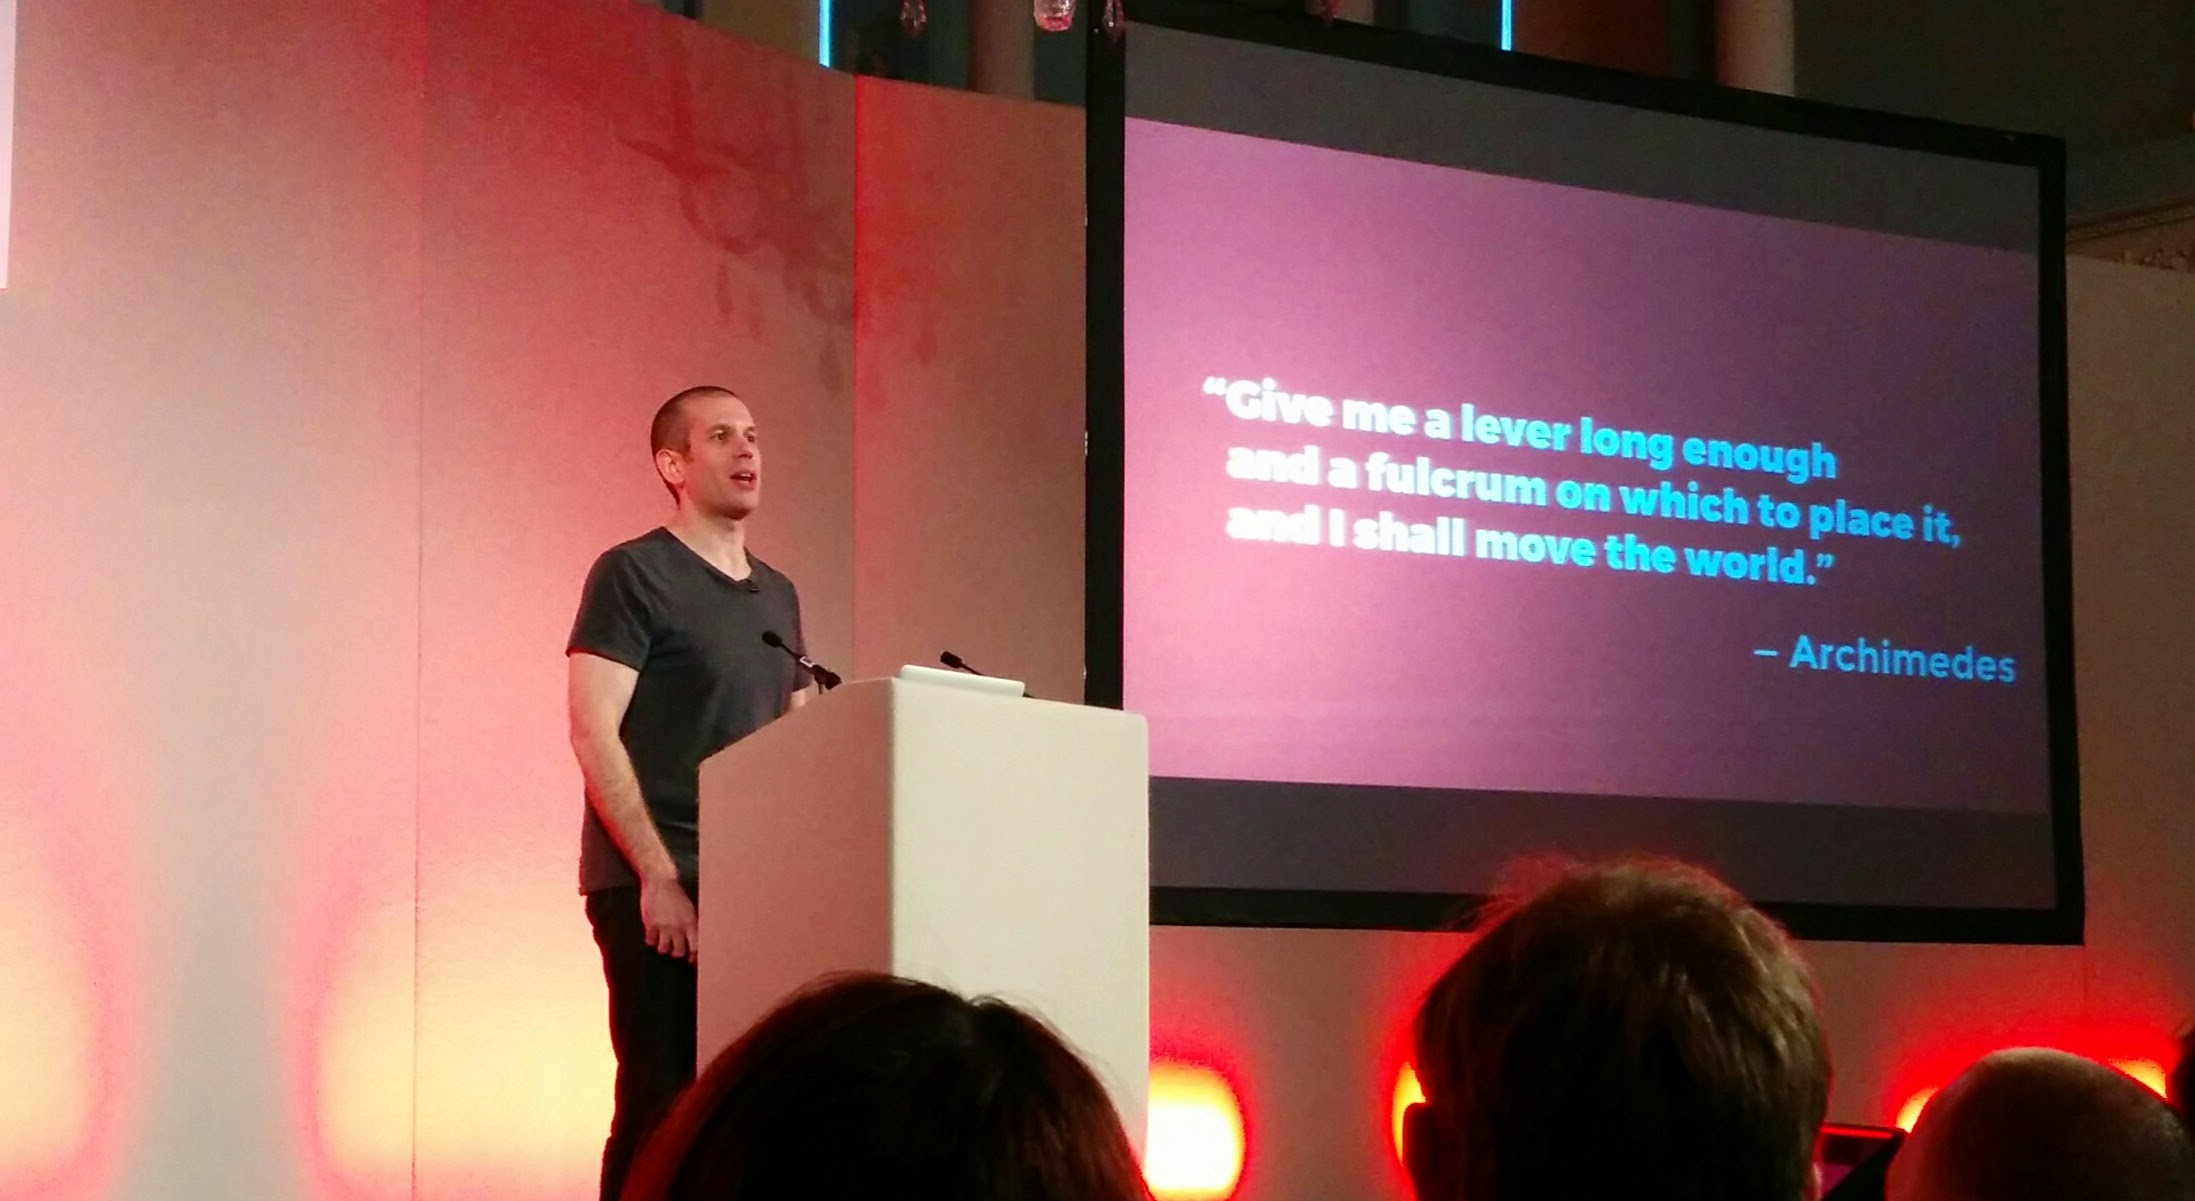 “Give me a lever long enough
and a fulcrum on which to place it,
and I shall move the world.”
– Archimedes